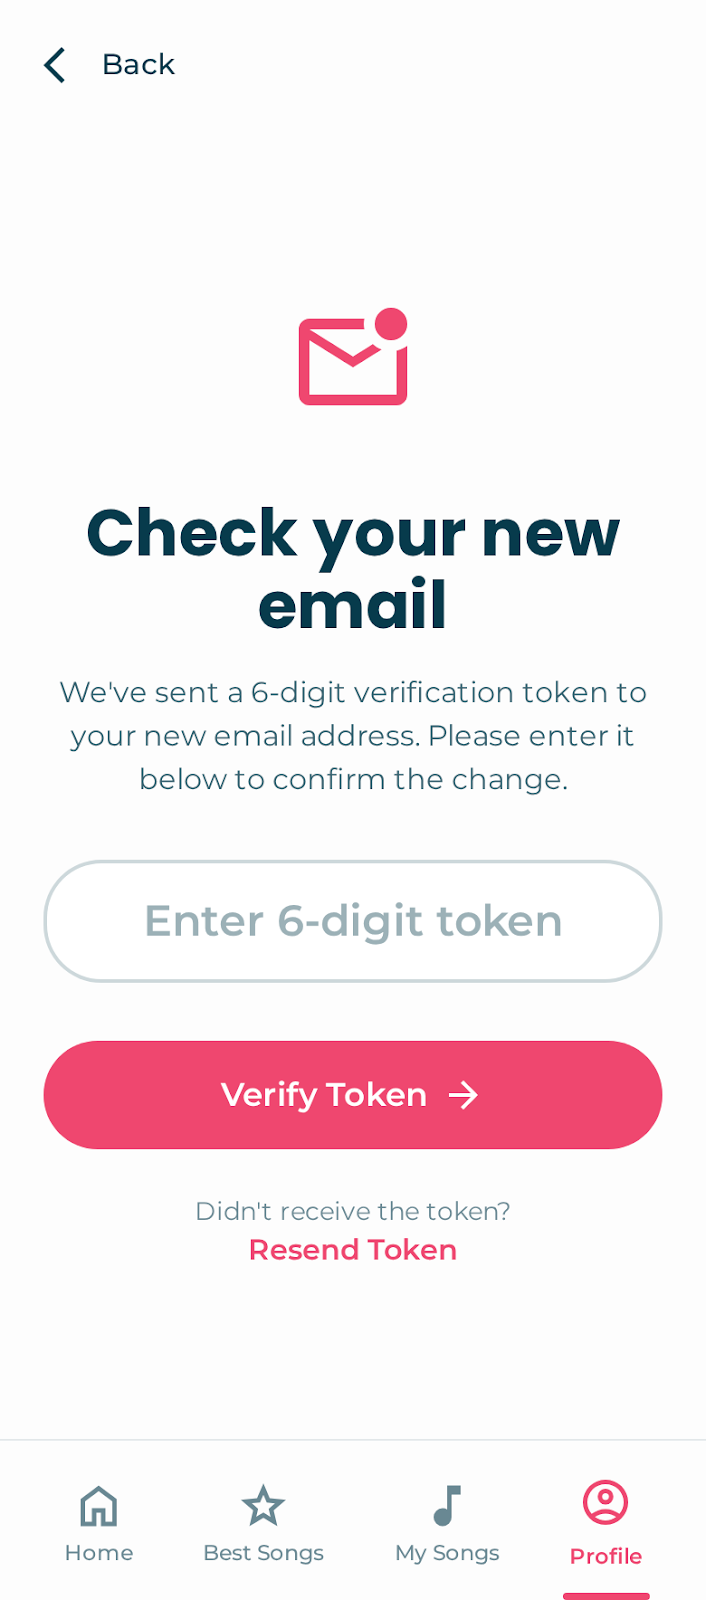 Back
Check your new
email
We've sent a 6-digit verification token to
your new email address. Please enter it
below to confirm the change.
Enter 6-digit token
Verify Token
Didn't receive the token?
Resend Token
Home
Best Songs
My Songs
Profile